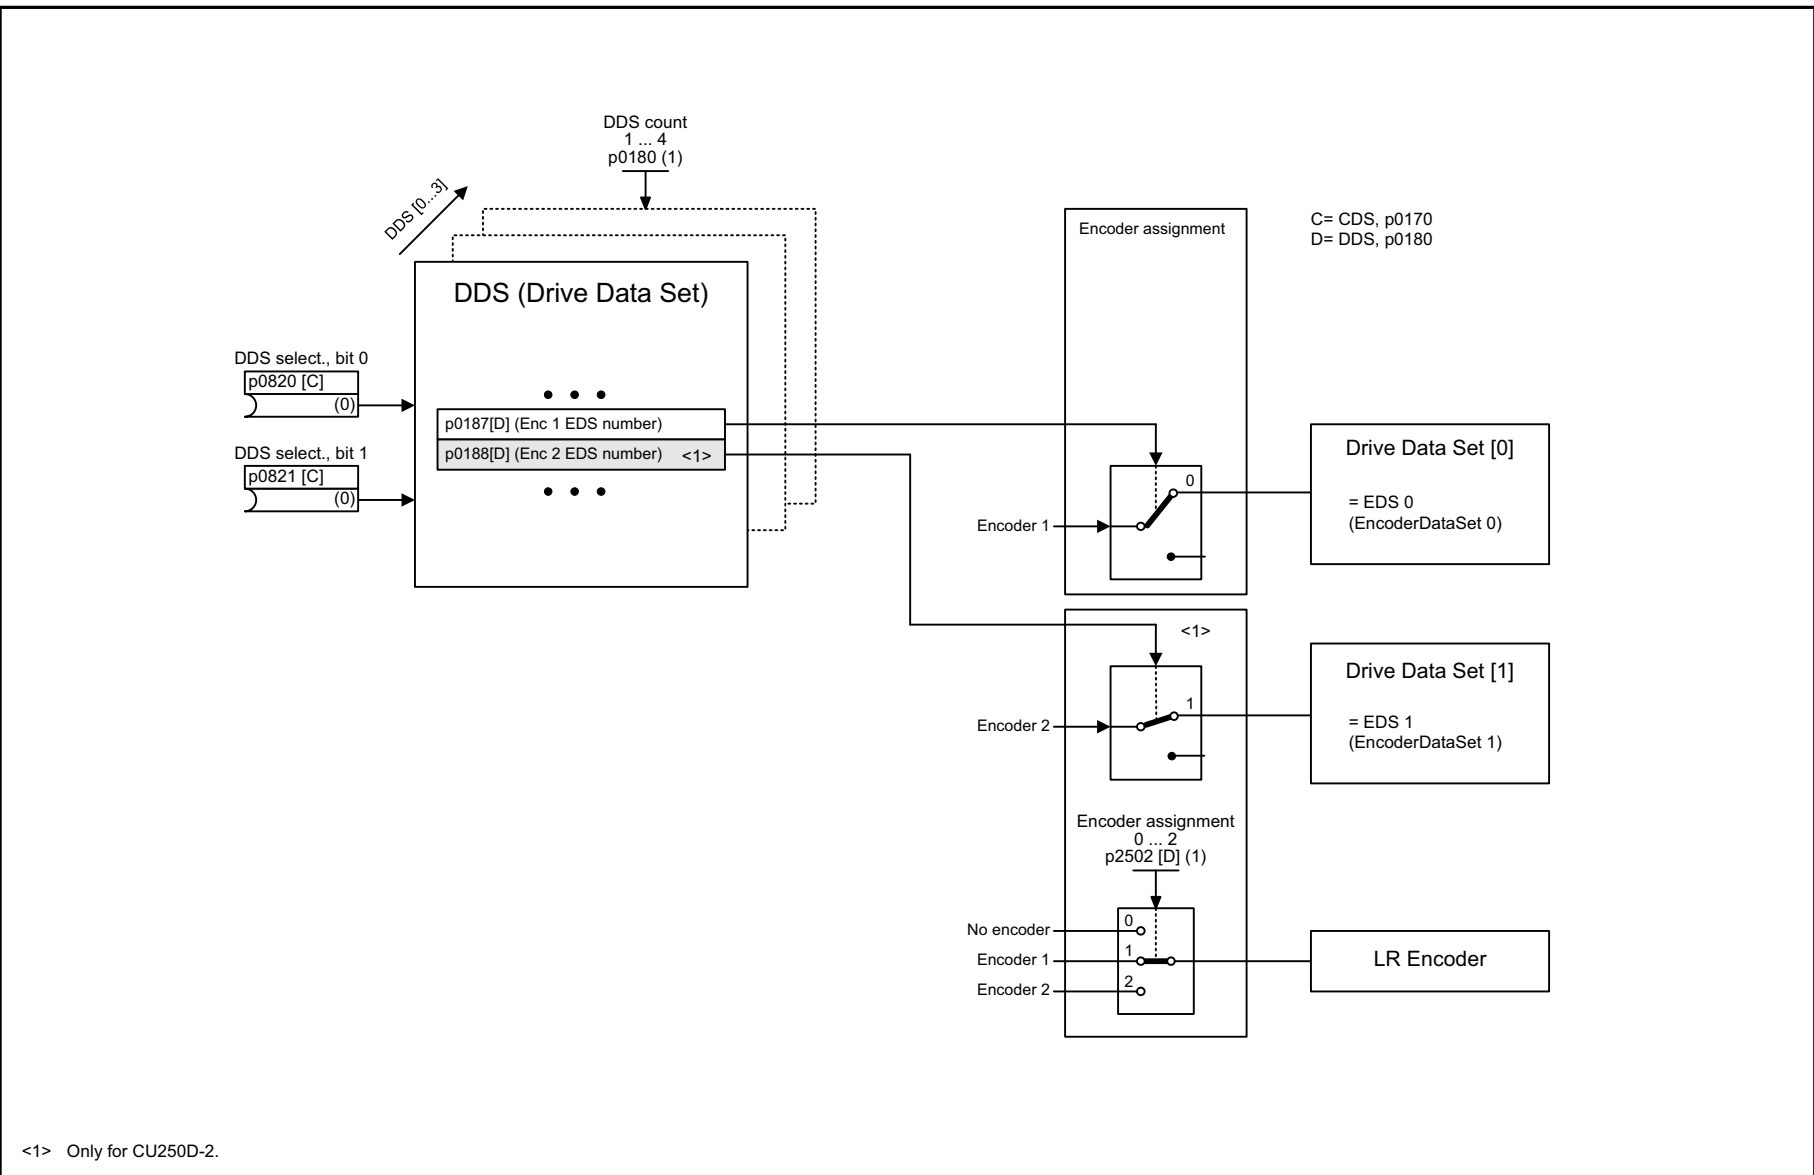 DDS count
1 ... 4
p0180 (1)
DDS [0...3]
DDS (Drive Data Set)
DDS select., bit 0
p0820 [C]
(0)
DDS select., bit 1
p0821 [C]
(0)
p0187[D] (Enc 1 EDS number)
p0188[D] (Enc 2 EDS number) <1>
Encoder assignment
C= CDS, p0170
D= DDS, p0180
0
Encoder 1
Drive Data Set [0]
= EDS 0
(EncoderDataSet 0)
<1>
1
Encoder 2
Drive Data Set [1]
= EDS 1
(EncoderDataSet 1)
Encoder assignment
0 ... 2
p2502 [D] (1)
No encoder
0
Encoder 1
1
Encoder 2
2
LR Encoder
<1> Only for CU250D-2.